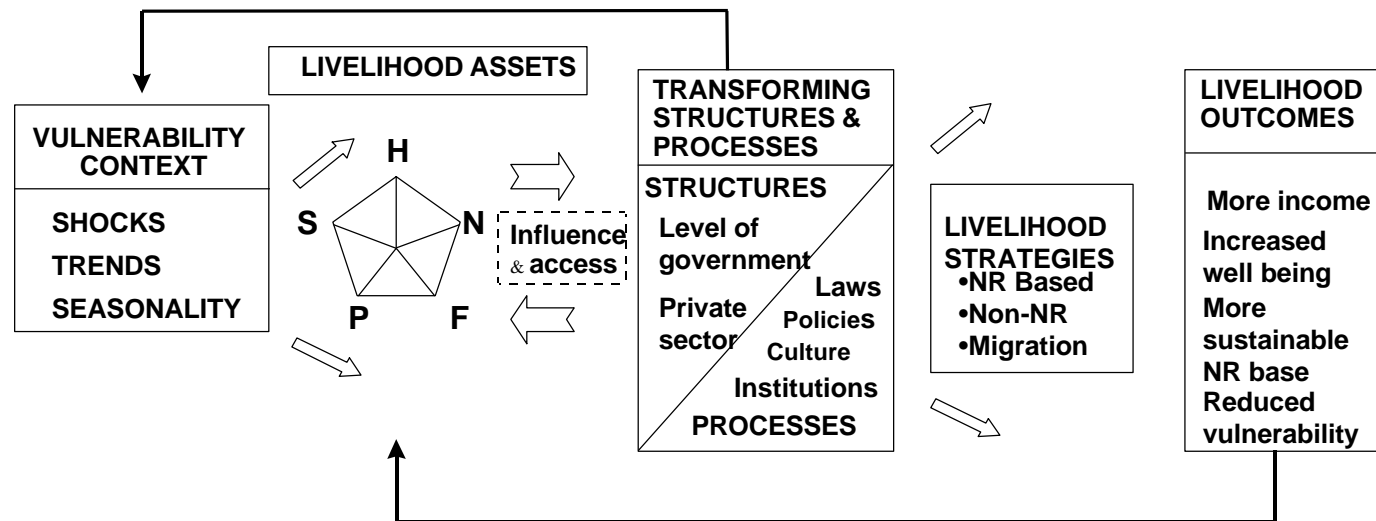 LIVELIHOOD ASSETS
VULNERABILITY
CONTEXT
SHOCKS
TRENDS
SEASONALITY
H
S
N
P
F
Influence
& access
TRANSFORMING
STRUCTURES &
PROCESSES
STRUCTURES
Level of
government
Private
sector
Laws
Policies
Culture
Institutions
PROCESSES
LIVELIHOOD
STRATEGIES
•NR Based
•Non-NR
•Migration
LIVELIHOOD
OUTCOMES
More income
Increased
well being
More
sustainable
NR base
Reduced
vulnerability